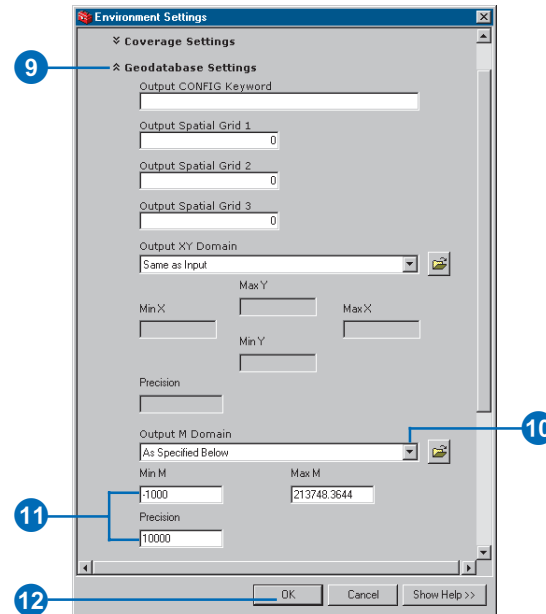 Environment Settings
Coverage Settings
9
Geodatabase Settings
Output CONFIG Keyword
Output Spatial Grid 1
0
Output Spatial Grid 2
0
Output Spatial Grid 3
0
Output XY Domain
Same as Input
Max Y
Min X
Max X
Min Y
Precision
Output M Domain
10
As Specified Below
Min M
Max M
11
-1000
213748.3644
Precision
10000
12
OK
Cancel
Show Help >>